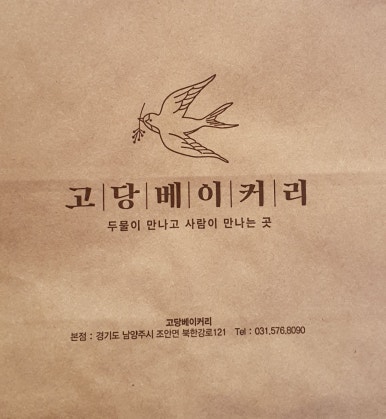 고|당|베|이|커|리
두물이 만나고 사람이 만나는 곳
고당베이커리
본점 : 경기도 남양주시 조안면 북한강로121 Tel : 031.576.8090